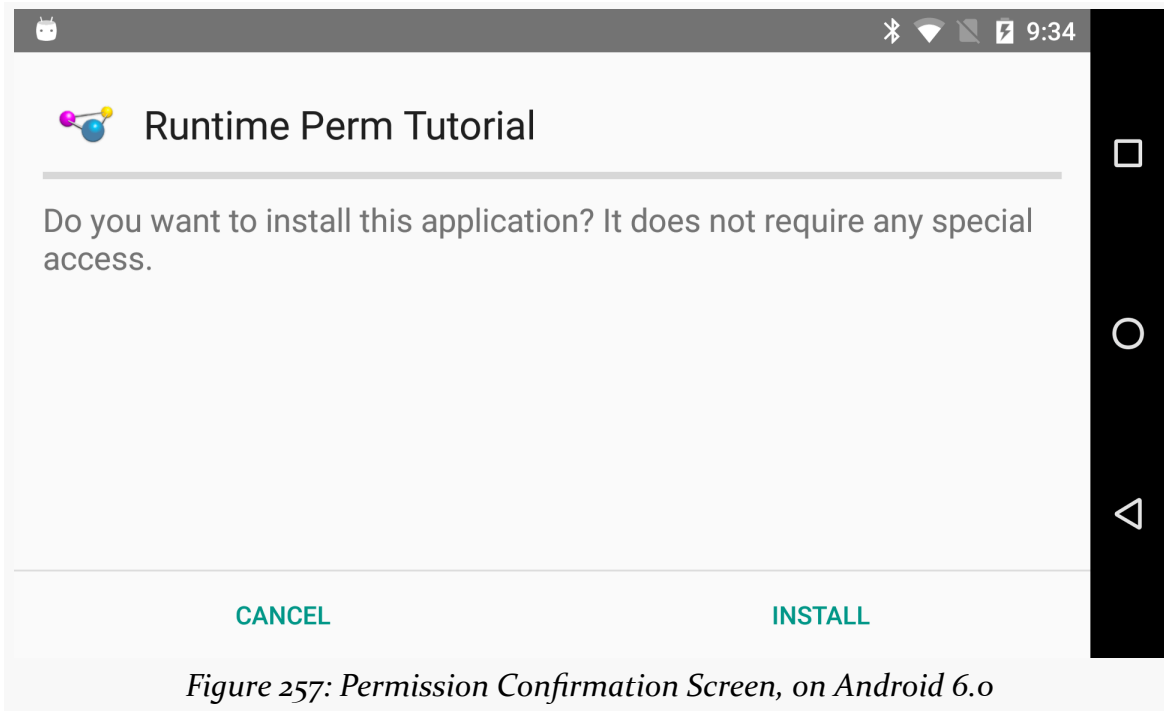 9:34
Runtime Perm Tutorial
Do you want to install this application? It does not require any special
access.
CANCEL INSTALL
Figure 257: Permission Confirmation Screen, on Android 6.0